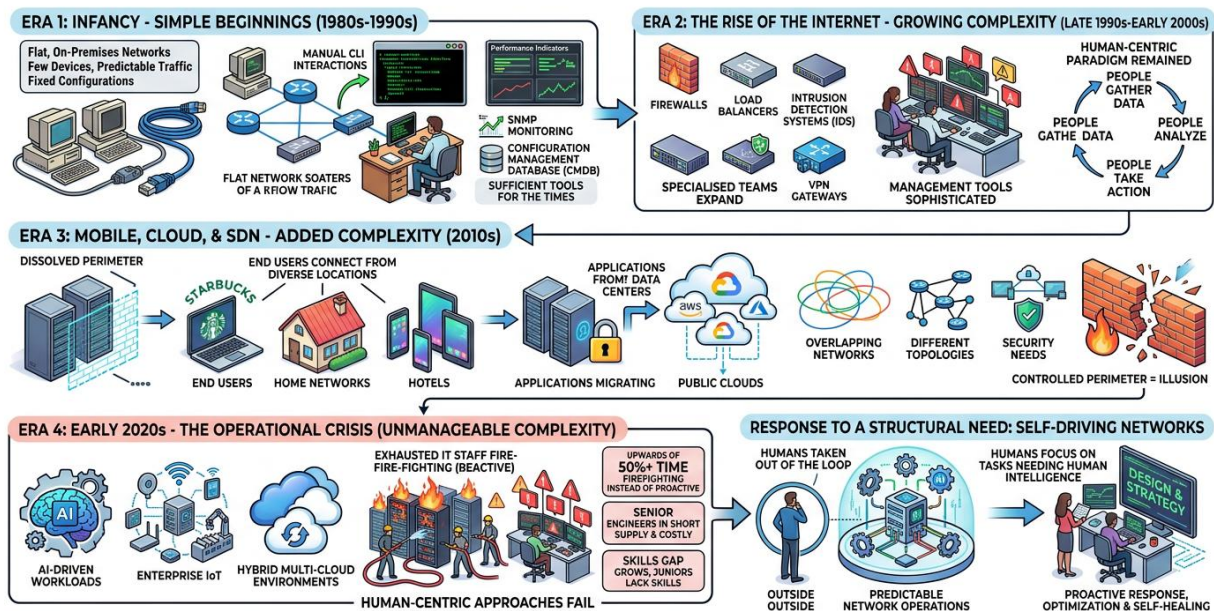 ERA 1: INFANCY - SIMPLE BEGINNINGS (1980s-1990s)
Flat, On-Premises Networks
Few Devices, Predictable Traffic
Fixed Configurations
MANUAL CLI
INTERACTIONS
Performance Indicators
SNMP
MONITORING
CONFIGURATION
MANAGEMENT
DATABASE (CMDB)
SUFFICIENT TOOLS
FOR THE TIMES
FLAT NETWORK SOATERS
OF A RFIOW TRAFIC
ERA 2: THE RISE OF THE INTERNET - GROWING COMPLEXITY (LATE 1990s-EARLY 2000s)
FIREWALLS
LOAD
BALANCERS
INTRUSION
DETECTION
SYSTEMS (IDS)
SPECIALISED TEAMS
EXPAND
VPN
GATEWAYS
MANAGEMENT TOOLS
SOPHISTICATED
HUMAN-CENTRIC
PARADIGM REMAINED
PEOPLE
GATHER
DATA
PEOPLE
ANALYZE
PEOPLE
TAKE
ACTION
PEOPLE
GATHE DATA
ERA 3: MOBILE, CLOUD, & SDN - ADDED COMPLEXITY (2010s)
DISSOLVED PERIMETER
END USERS CONNECT FROM
DIVERSE LOCATIONS
STARBUCKS
END USERS
HOME NETWORKS
HOTELS
APPLICATIONS MIGRATING
APPLICATIONS
FROM! DATA
CENTERS
aws
PUBLIC CLOUDS
OVERLAPPING
NETWORKS
DIFFERENT
TOPOLOGIES
SECURITY
NEEDS
CONTROLLED PERIMETER = ILLUSION
ERA 4: EARLY 2020s - THE OPERATIONAL CRISIS (UNMANAGEABLE COMPLEXITY)
AI
AI-DRIVEN
WORKLOADS
ENTERPRISE IoT
HYBRID MULTI-CLOUD
ENVIRONMENTS
EXHAUSTED IT STAFF FIRE-
FIRE-FIGHTING (BEACTIVE)
HUMAN-CENTRIC APPROACHES FAIL
UPWARDS OF
50%+ TIME
FIREFIGHTING
INSTEAD OF PROACTIVE
SENIOR
ENGINEERS IN SHORT
SUPPLY & COSTLY
SKILLS GAP
GROWS, JUNIORS
LACK SKILLS
RESPONSE TO A STRUCTURAL NEED: SELF-DRIVING NETWORKS
HUMANS TAKEN
OUT OF THE LOOP
AI
OUTSIDE
OUTSIDE
PREDICTABLE
NETWORK OPERATIONS
HUMANS FOCUS ON
TASKS NEEDING HUMAN
INTELLIGENCE
DESIGN &
STRATEGY
PROACTIVE RESPONSE,
OPTIMIZATION & SELF-HEALING